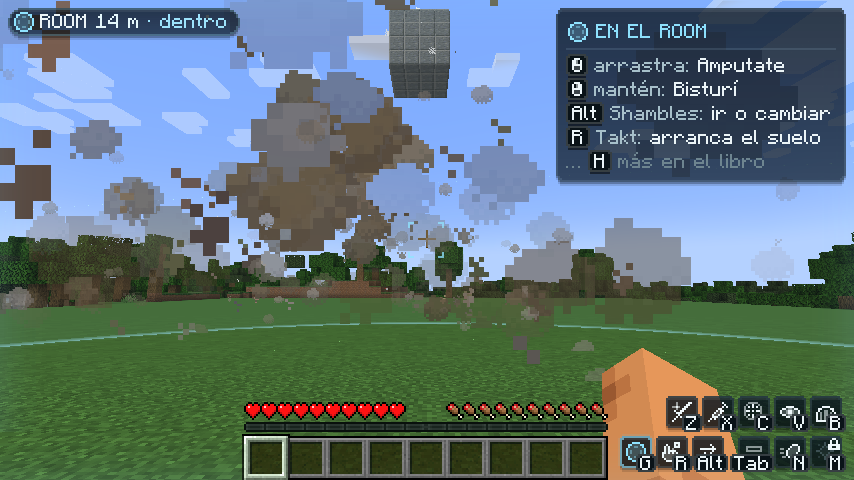 ROOM 14 m · dentro
EN EL ROOM
arrastra: Amputate
mantén: Bisturí
Alt Shambles: ir o cambiar
R Takt: arranca el suelo
... H más en el libro
Z X C V B
G R Alt Tab N M